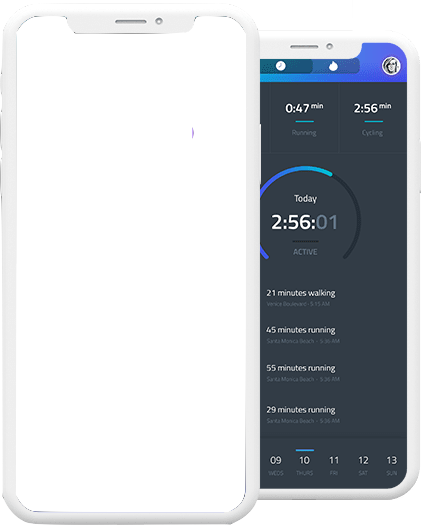 0:47 min 2:56 min
Running Cycling
Today
2:56:01
ACTIVE
21 minutes walking
Venice Boulevard - 5:15 AM
45 minutes running
Santa Monica Beach - 5:36 AM
55 minutes running
Santa Monica Beach - 5:36 AM
29 minutes running
Santa Monica Beach - 5:36 AM
09 10 11 12 13
WEDS THURS FRI SAT SUN